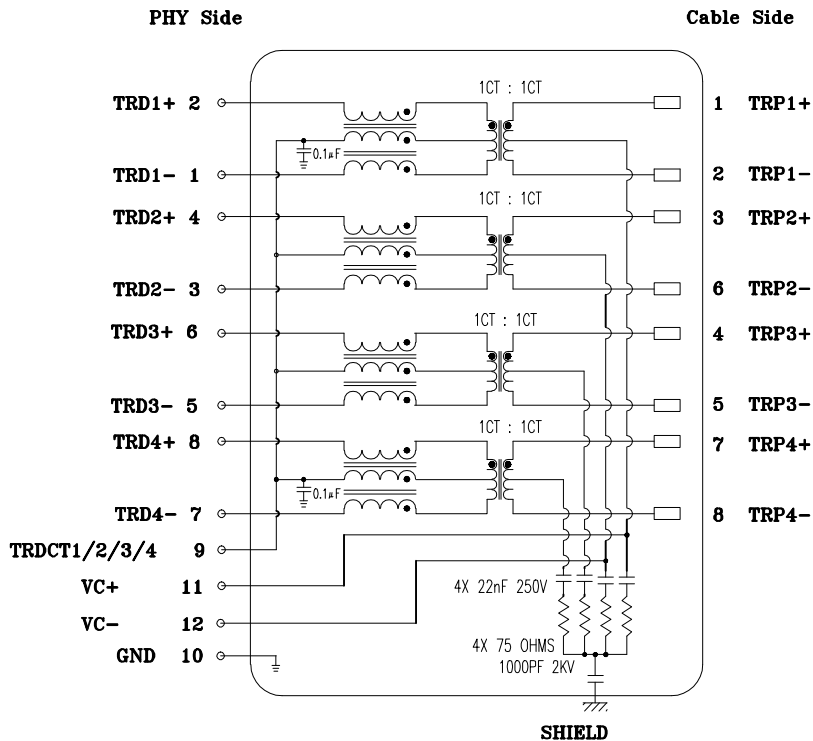 PHY Side
Cable Side
1CT : 1CT
TRD1+ 2
1 TRP1+
0.1μF
TRD1- 1
2 TRP1-
1CT : 1CT
TRD2+ 4
3 TRP2+
TRD2- 3
6 TRP2-
1CT : 1CT
TRD3+ 6
4 TRP3+
TRD3- 5
5 TRP3-
1CT : 1CT
TRD4+ 8
7 TRP4+
0.1μF
TRD4- 7
8 TRP4-
TRDCT1/2/3/4 9
VC+ 11
4X 22nF 250V
VC- 12
4X 75 OHMS
GND 10
1000PF 2KV
SHIELD